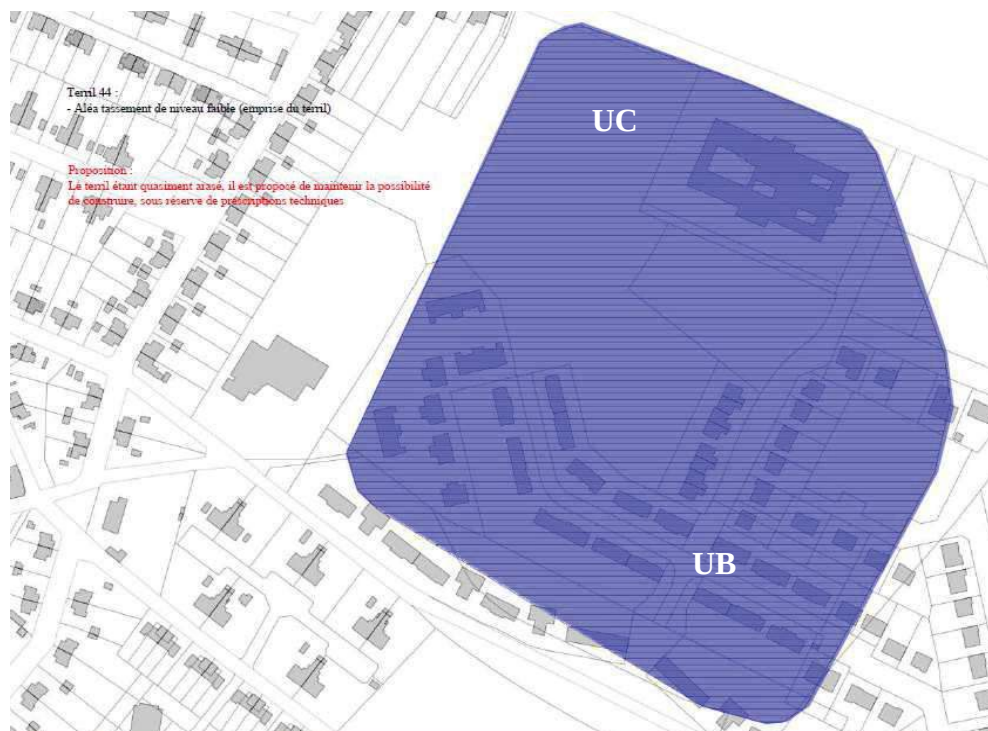 UC
Terril 44 :
- Aléa tassement de niveau faible (emprise du terril)
Proposition :
Le terril étant quasiment arasé, il est proposé de maintenir la possibilité
de construire, sous réserve de prescriptions techniques
UB